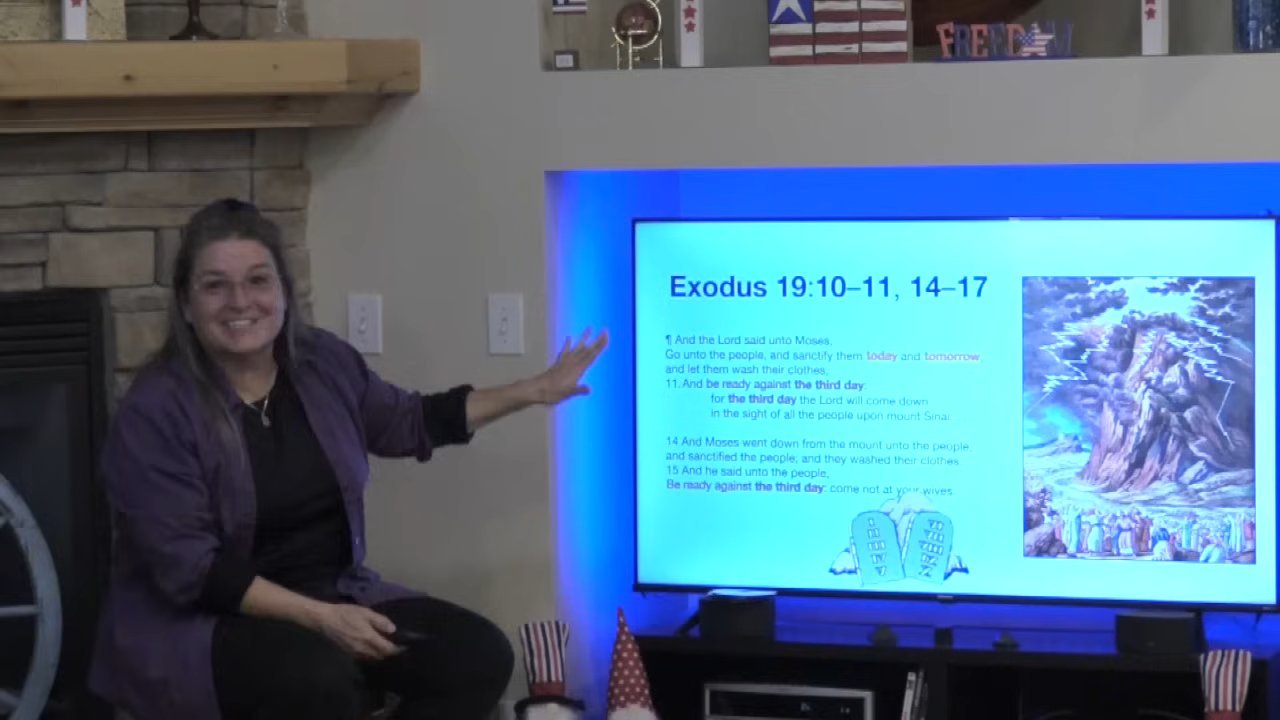 FREEDOM
Exodus 19:10–11, 14–17
¶ And the Lord said unto Moses,
Go unto the people, and sanctify them today and tomorrow,
and let them wash their clothes,
11 And be ready against the third day:
for the third day the Lord will come down
in the sight of all the people upon mount Sinai.
14 And Moses went down from the mount unto the people,
and sanctified the people; and they washed their clothes.
15 And he said unto the people,
Be ready against the third day: come not at your wives.